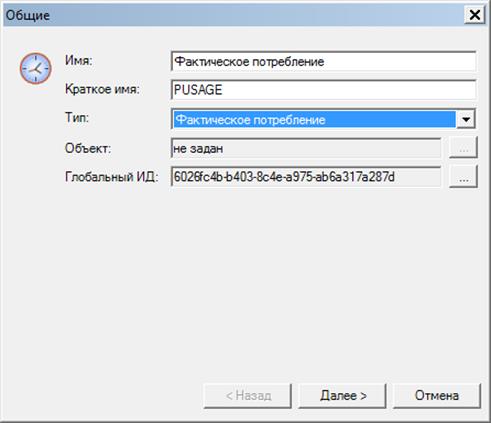 Общие
Имя: Фактическое потребление
Краткое имя: PUSAGE
Тип: Фактическое потребление
Объект: не задан ...
Глобальный ИД: 6026fc4b-b403-8c4e-a975-ab6a317a287d ...
< Назад Далее > Отмена